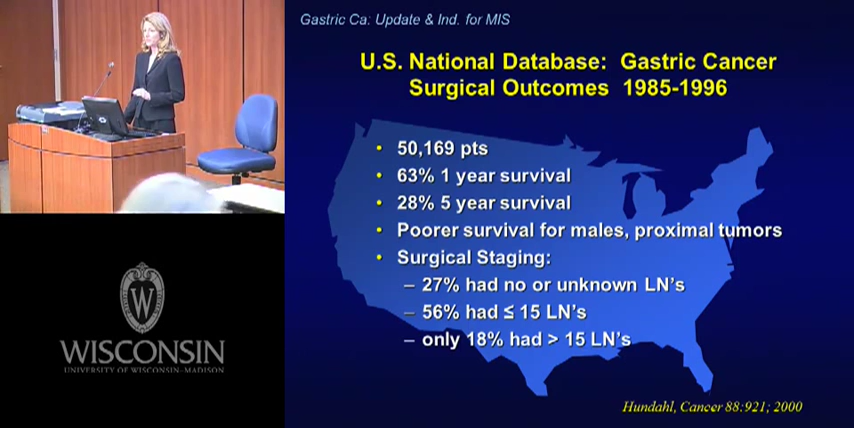 Gastric Ca: Update & Ind. for MIS
U.S. National Database: Gastric Cancer
Surgical Outcomes 1985-1996
• 50,169 pts
• 63% 1 year survival
• 28% 5 year survival
• Poorer survival for males, proximal tumors
• Surgical Staging:
– 27% had no or unknown LN's
– 56% had ≤ 15 LN's
– only 18% had > 15 LN's
Hundahl, Cancer 88:921; 2000
W
WISCONSIN
UNIVERSITY OF WISCONSIN–MADISON